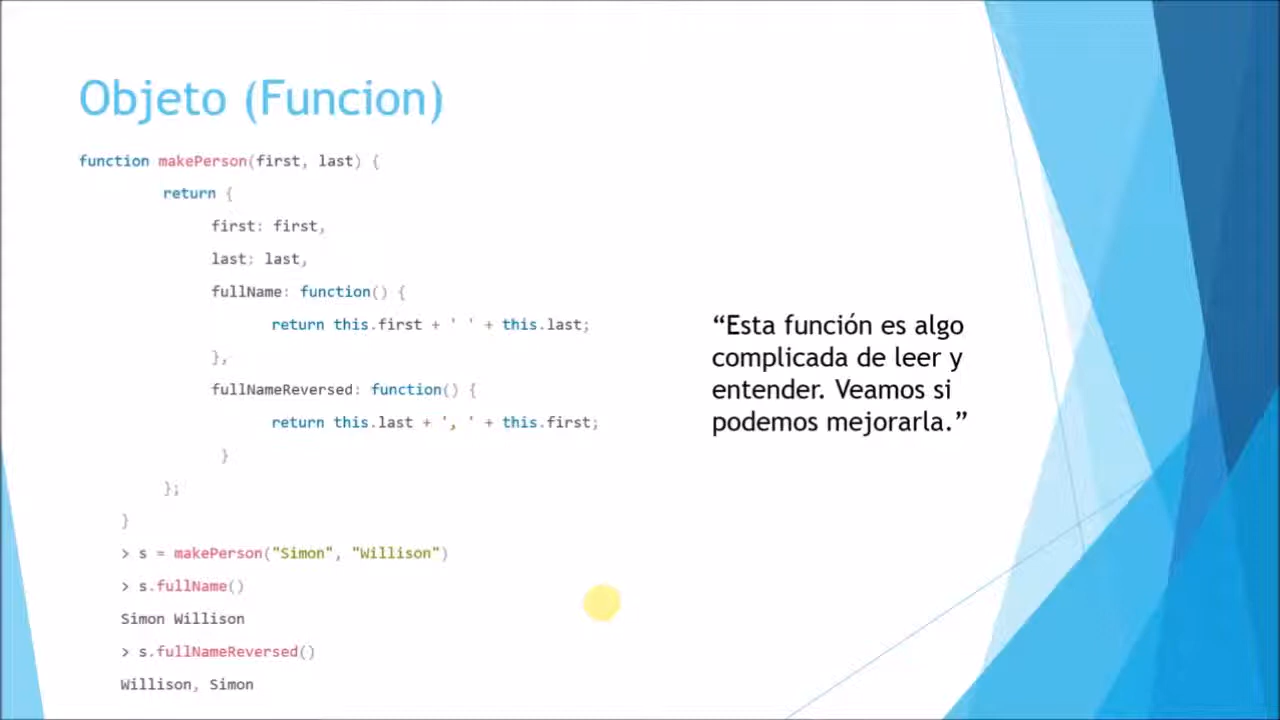 Objeto (Funcion)
function makePerson(first, last) {
return {
first: first,
last: last,
fullName: function() {
return this.first + ' ' + this.last;
},
fullNameReversed: function() {
return this.last + ', ' + this.first;
}
};
}
> s = makePerson("Simon", "Willison")
> s.fullName()
Simon Willison
> s.fullNameReversed()
Willison, Simon
“Esta función es algo
complicada de leer y
entender. Veamos si
podemos mejorarla.”